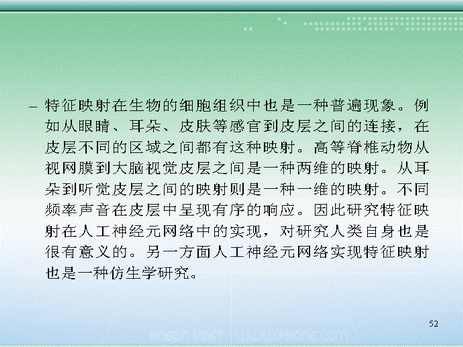 – 特征映射在生物的细胞组织中也是一种普遍现象。例
如从眼睛、耳朵、皮肤等感官到皮层之间的连接，在
皮层不同的区域之间都有这种映射。高等脊椎动物从
视网膜到大脑视觉皮层之间是一种两维的映射。从耳
朵到听觉皮层之间的映射则是一种一维的映射。不同
频率声音在皮层中呈现有序的响应。因此研究特征映
射在人工神经元网络中的实现，对研究人类自身也是
很有意义的。另一方面人工神经元网络实现特征映射
也是一种仿生学研究。
52